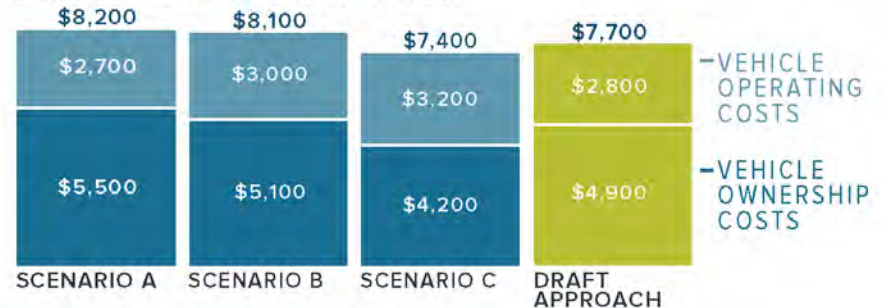 $8,200
$8,100
$7,400
$7,700
$2,700
$3,000
$3,200
$2,800
–VEHICLE
OPERATING
COSTS
$5,500
$5,100
$4,200
$4,900
–VEHICLE
OWNERSHIP
COSTS
SCENARIO A
SCENARIO B
SCENARIO C
DRAFT
APPROACH